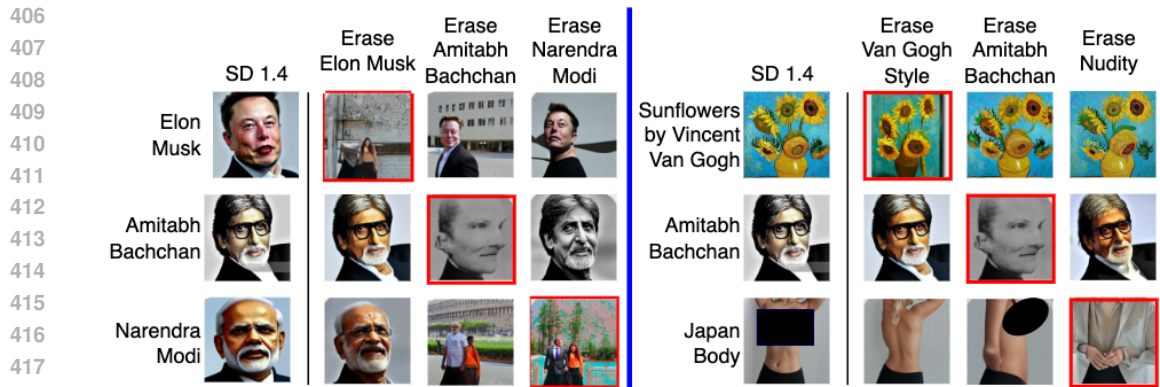 406
407
408
409
410
411
412
413
414
415
416
417
Erase
Elon Musk
Erase
Amitabh
Bachchan
Erase
Narendra
Modi
SD 1.4
Elon
Musk
Amitabh
Bachchan
Narendra
Modi
Erase
Van Gogh
Style
Erase
Amitabh
Bachchan
Erase
Nudity
SD 1.4
Sunflowers
by Vincent
Van Gogh
Amitabh
Bachchan
Japan
Body